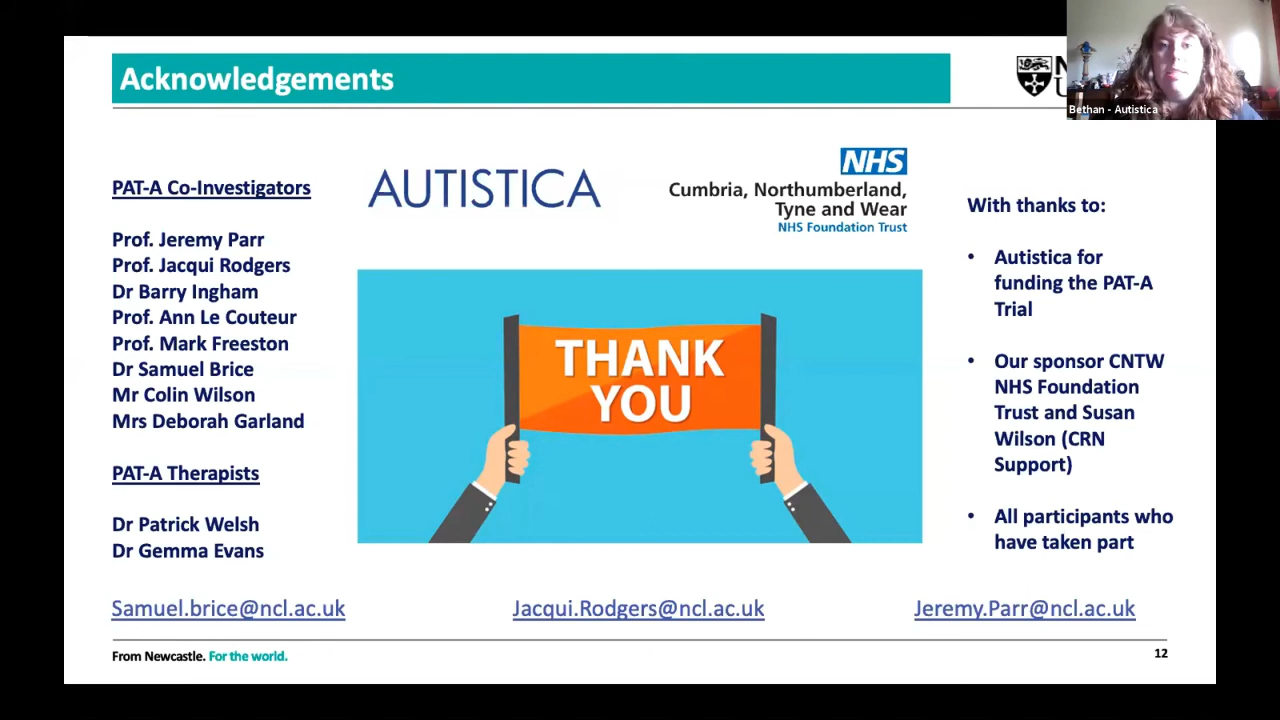 Acknowledgements
Bethan - Autistica
PAT-A Co-Investigators
Prof. Jeremy Parr
Prof. Jacqui Rodgers
Dr Barry Ingham
Prof. Ann Le Couteur
Prof. Mark Freeston
Dr Samuel Brice
Mr Colin Wilson
Mrs Deborah Garland
PAT-A Therapists
Dr Patrick Welsh
Dr Gemma Evans
AUTISTICA
NHS
Cumbria, Northumberland,
Tyne and Wear
NHS Foundation Trust
THANK
YOU
With thanks to:
• Autistica for
funding the PAT-A
Trial
• Our sponsor CNTW
NHS Foundation
Trust and Susan
Wilson (CRN
Support)
• All participants who
have taken part
Samuel.brice@ncl.ac.uk
Jacqui.Rodgers@ncl.ac.uk
Jeremy.Parr@ncl.ac.uk
From Newcastle. For the world.
12